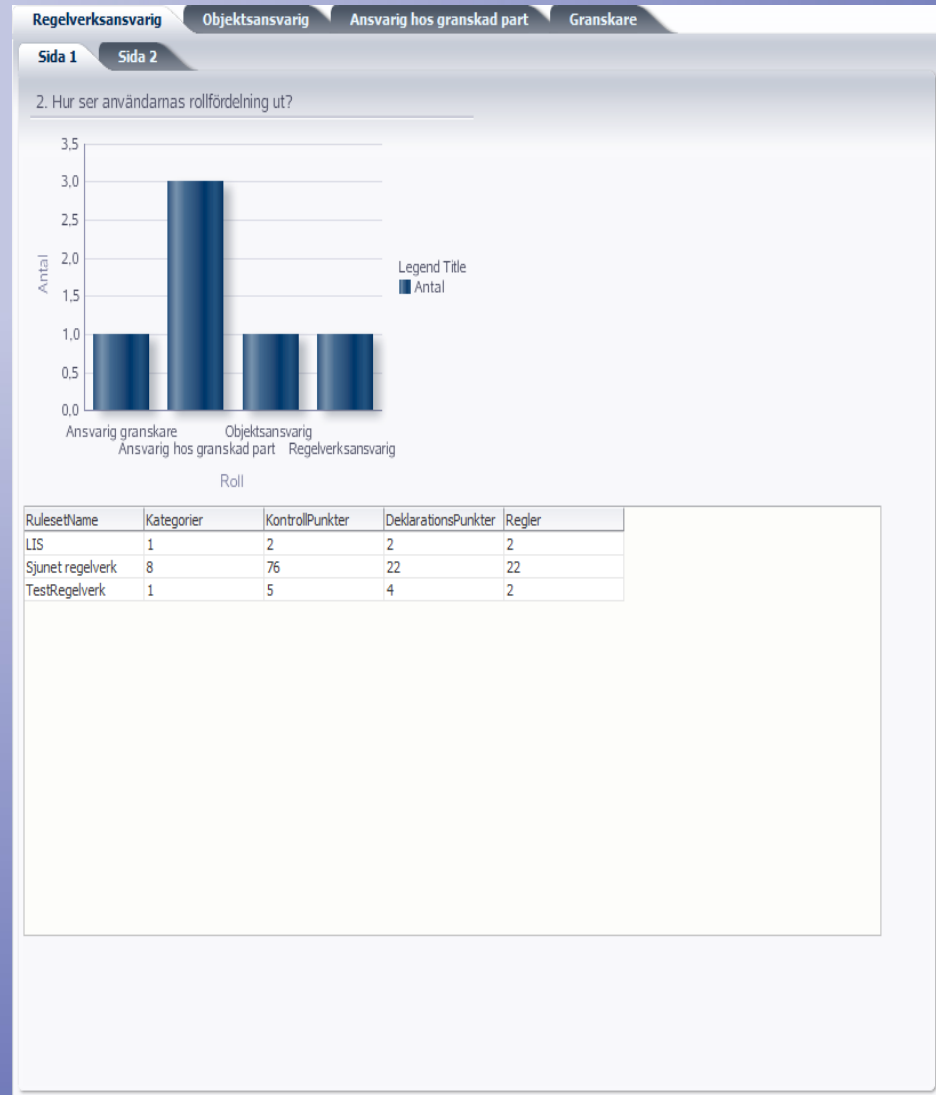 Regelverksansvarig Objektsansvarig Ansvarig hos granskad part Granskare
Sida 1 Sida 2
2. Hur ser användarnas rollfördelning ut?
3,5
3,0
2,5
2,0
1,5
1,0
0,5
0,0
Antal
Legend Title
Antal
Ansvarig granskare Objektsansvarig
Ansvarig hos granskad part Regelverksansvarig
Roll
RulesetName Kategorier KontrollPunkter DeklarationsPunkter Regler
LIS 1 2 2 2
Sjunet regelverk 8 76 22 22
TestRegelverk 1 5 4 2